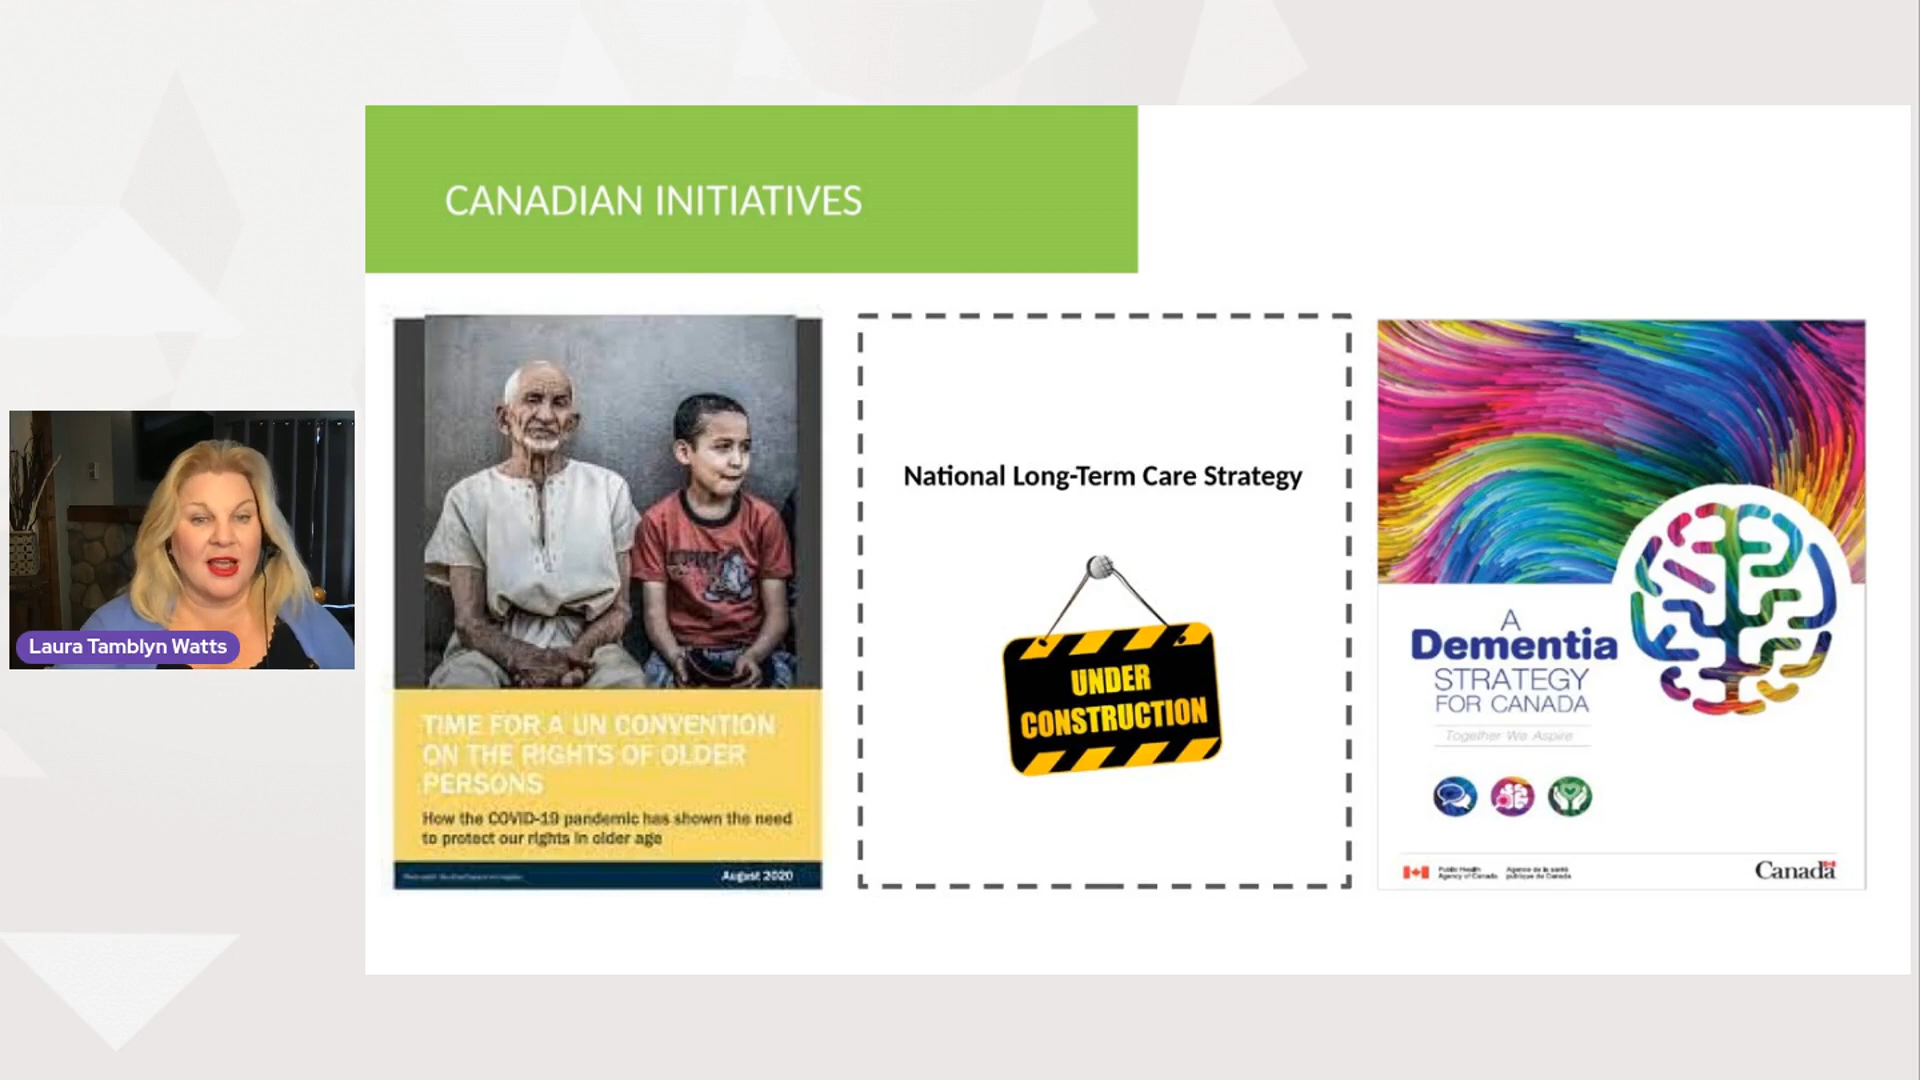 CANADIAN INITIATIVES
Laura Tamblyn Watts
TIME FOR A UN CONVENTION
ON THE RIGHTS OF OLDER
PERSONS
How the COVID-19 pandemic has shown the need
to protect our rights in older age
August 2020
National Long-Term Care Strategy
UNDER
CONSTRUCTION
A
Dementia
STRATEGY
FOR CANADA
Together We Aspire
Public Health
Agency of Canada
Agence de la santé
publique du Canada
Canada